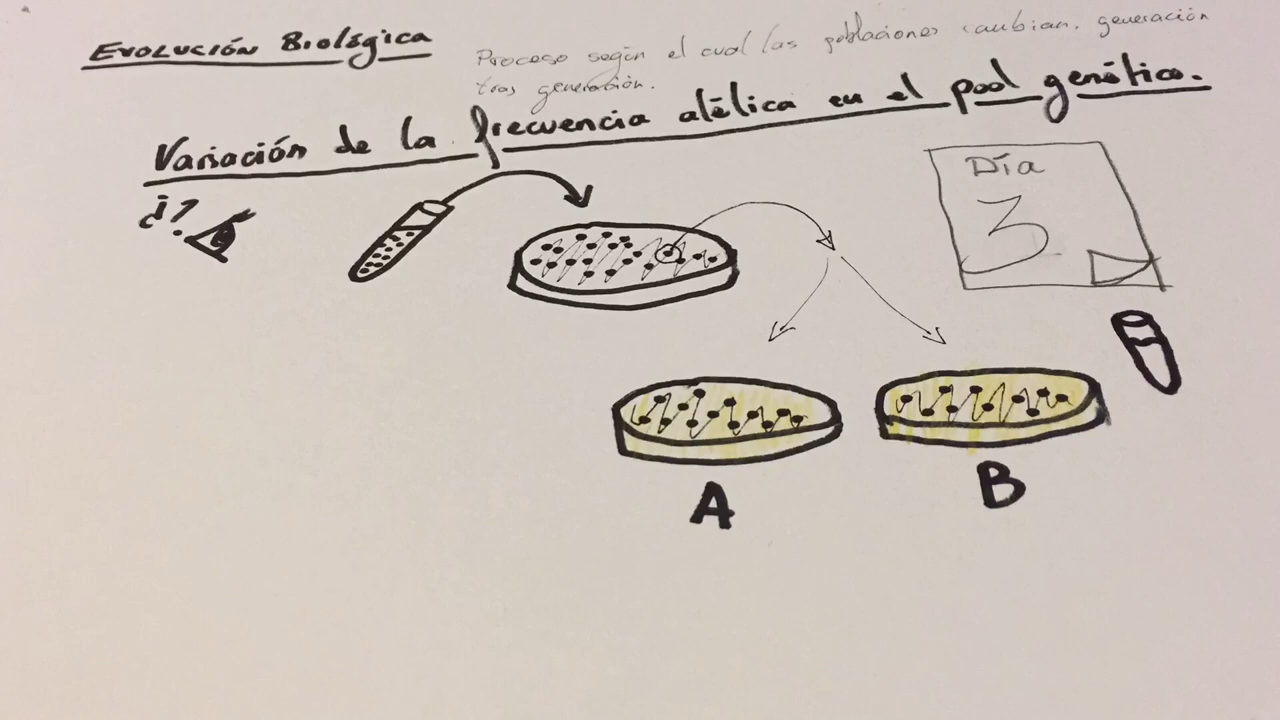 Evolución Biológica
Proceso según el cual las poblaciones cambian, generación
tras generación.
Variación de la frecuencia alélica en el pool genético.
¿?
Día
3
A
B